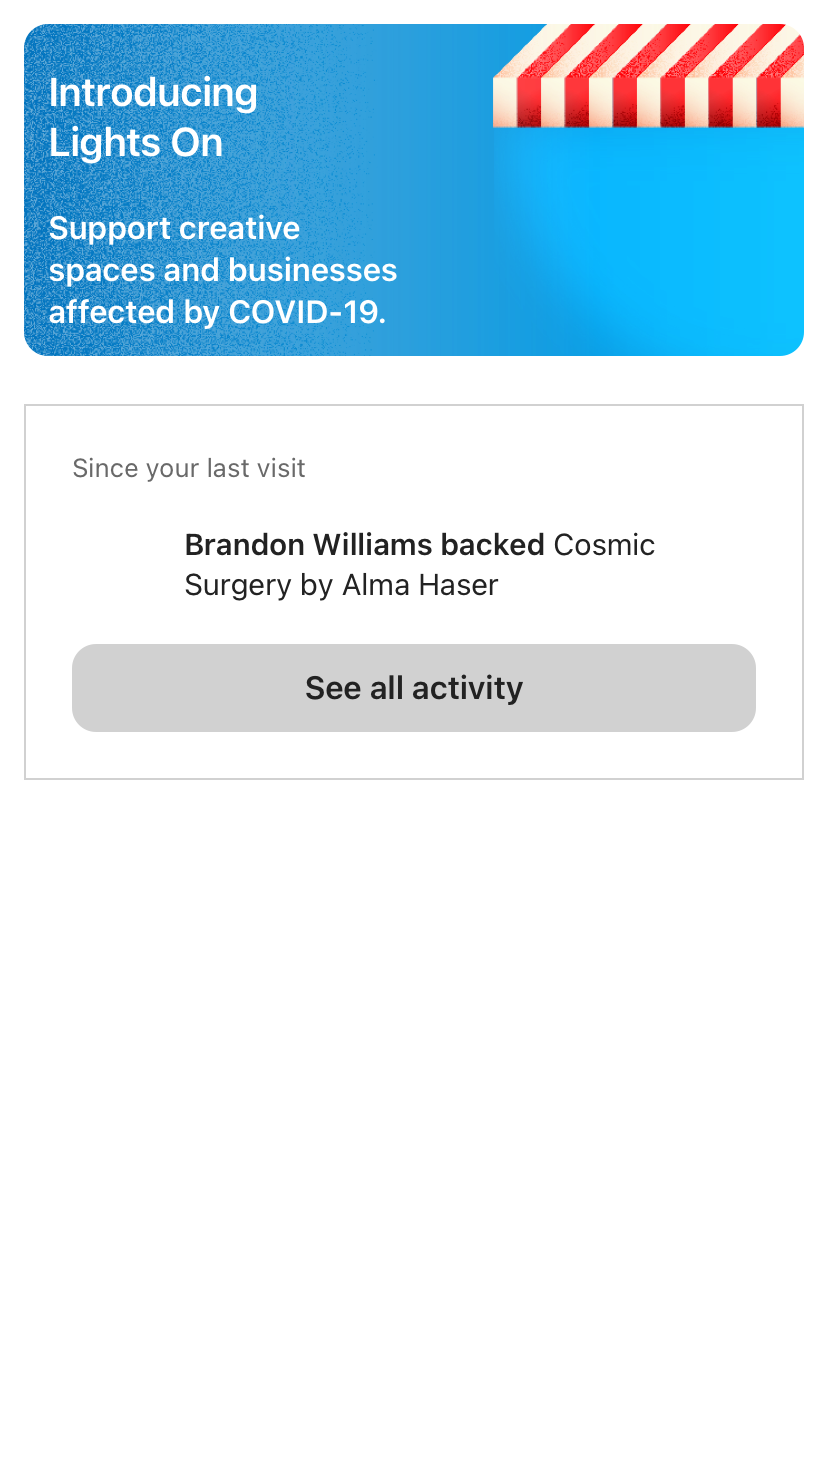 Introducing
Lights On
Support creative
spaces and businesses
affected by COVID-19.
Since your last visit
Brandon Williams backed Cosmic
Surgery by Alma Haser
See all activity